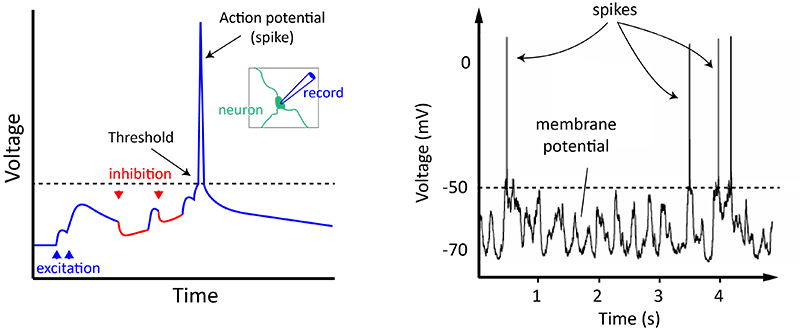 Action potential
(spike)
record
neuron
Threshold
inhibition
excitation
Voltage
Time
spikes
membrane
potential
0
-50
-70
Voltage (mV)
1
2
3
4
Time (s)